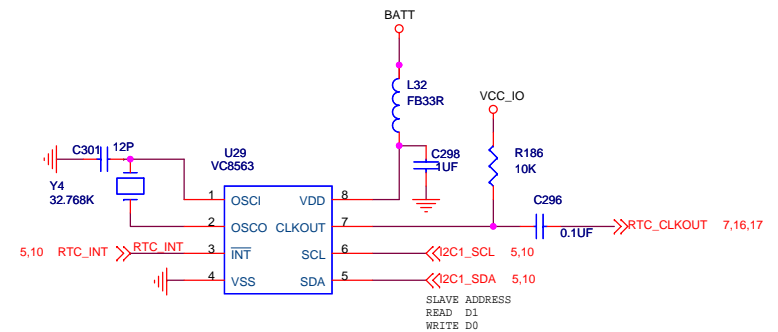 BATT
L32
FB33R
VCC_IO
C301
12P
U29
VC8563
C298
1UF
R186
10K
Y4
32.768K
1 OSCI VDD 8
C296
0.1UF
2 OSCO CLKOUT 7
RTC_CLKOUT 7,16,17
5,10 RTC_INT RTC_INT 3 INT SCL 6 I2C1_SCL 5,10
4 VSS SDA 5 I2C1_SDA 5,10
SLAVE ADDRESS
READ D1
WRITE D0